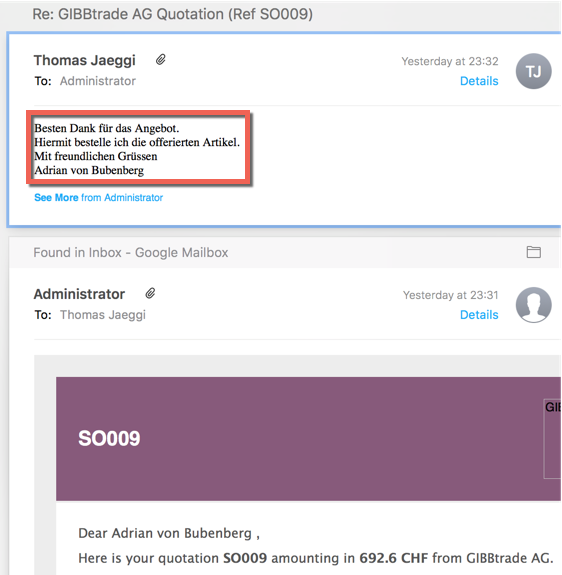 Re: GIBBtrade AG Quotation (Ref SO009)
Thomas Jaeggi
Yesterday at 23:32
To: Administrator
Details
TJ
Besten Dank für das Angebot.
Hiermit bestelle ich die offerierten Artikel.
Mit freundlichen Grüssen
Adrian von Bubenberg
See More from Administrator
Found in Inbox - Google Mailbox
Administrator
Yesterday at 23:31
To: Thomas Jaeggi
Details
SO009
Dear Adrian von Bubenberg ,
Here is your quotation SO009 amounting in 692.6 CHF from GIBBtrade AG.